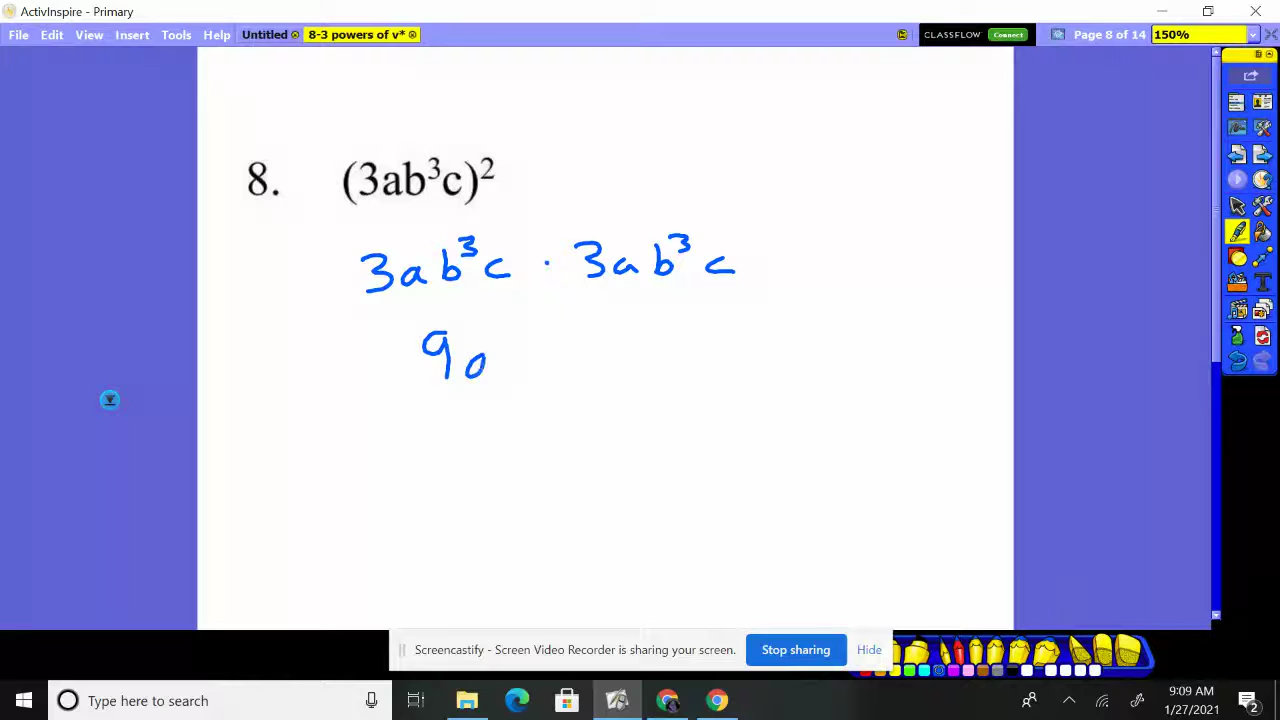 ActivInspire - Primary
File Edit View Insert Tools Help Untitled 8-3 powers of v* CLASSFLOW Connect Page 8 of 14 150%
8. (3ab³c)²
3ab³c · 3ab³c
9a
Screencastify - Screen Video Recorder is sharing your screen. Stop sharing Hide
Type here to search
9:09 AM
1/27/2021
2